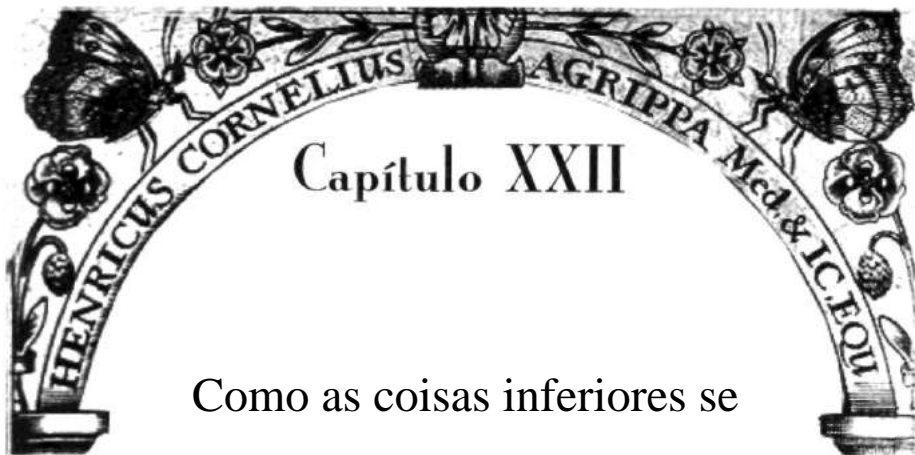 HENRICUS CORNELIUS AGRIPPA Med. & IC. EQU
Capítulo XXII
Como as coisas inferiores se